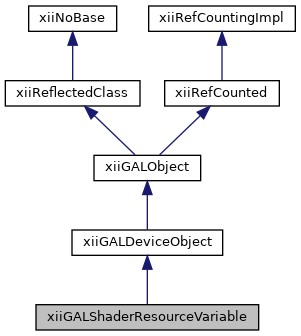 xiiNoBase
xiiRefCountingImpl
xiiReflectedClass
xiiRefCounted
xiiGALObject
xiiGALDeviceObject
xiiGALShaderResourceVariable